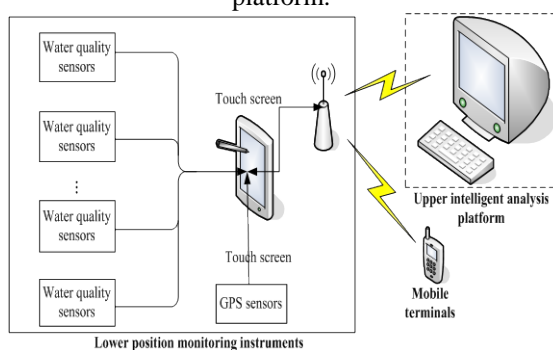 platform.
Water quality
sensors
Touch screen
Water quality
sensors
⋮
Water quality
sensors
Touch screen
Water quality
sensors
GPS sensors
Lower position monitoring instruments
Upper intelligent analysis
platform
Mobile
terminals